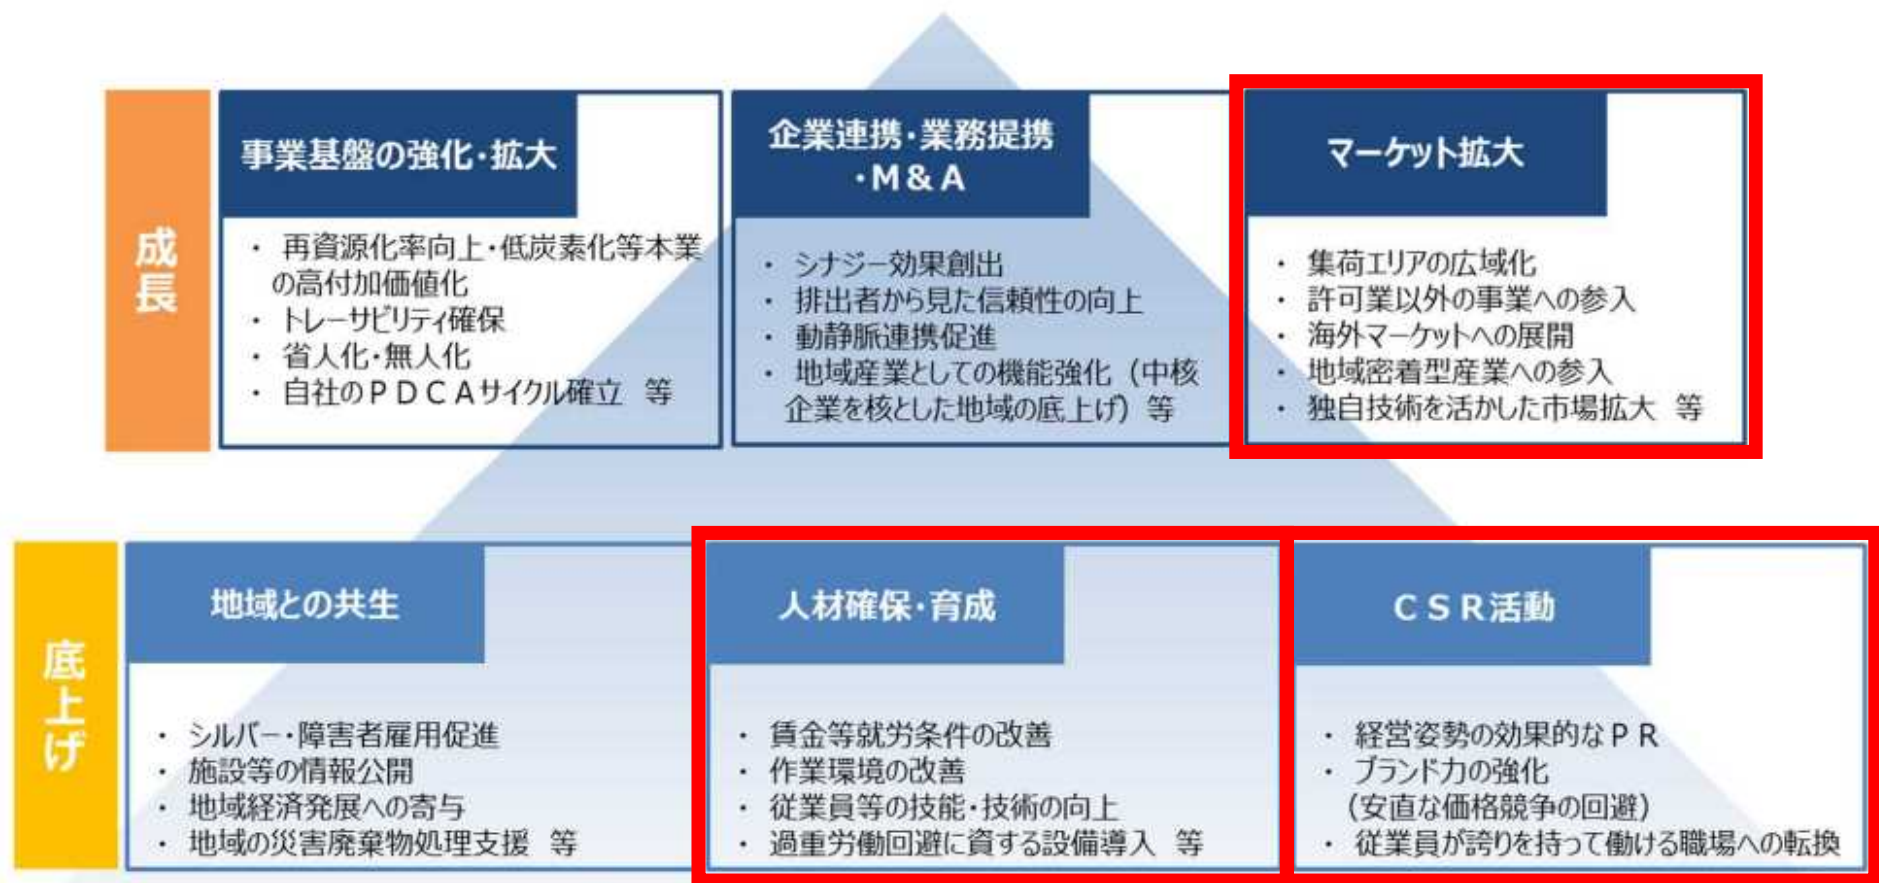 成長
事業基盤の強化・拡大
・ 再資源化率向上・低炭素化等本業
の高付加価値化
・ トレーサビリティ確保
・ 省人化・無人化
・ 自社のPDCAサイクル確立 等
企業連携・業務提携
・M&A
・ シナジー効果創出
・ 排出者から見た信頼性の向上
・ 動静脈連携促進
・ 地域産業としての機能強化（中核
企業を核とした地域の底上げ）等
マーケット拡大
・ 集荷エリアの広域化
・ 許可業以外の事業への参入
・ 海外マーケットへの展開
・ 地域密着型産業への参入
・ 独自技術を活かした市場拡大 等
底上げ
地域との共生
・ シルバー・障害者雇用促進
・ 施設等の情報公開
・ 地域経済発展への寄与
・ 地域の災害廃棄物処理支援 等
人材確保・育成
・ 賃金等就労条件の改善
・ 作業環境の改善
・ 従業員等の技能・技術の向上
・ 過重労働回避に資する設備導入 等
CSR活動
・ 経営姿勢の効果的なPR
・ ブランド力の強化
（安直な価格競争の回避）
・ 従業員が誇りを持って働ける職場への転換